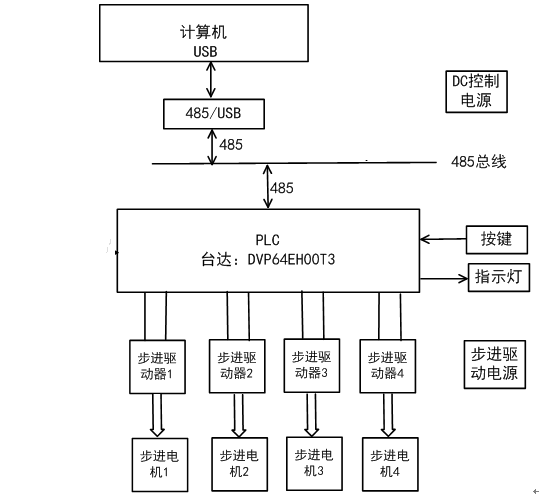 计算机
USB
DC控制
电源
485/USB
485
485总线
485
PLC
台达：DVP64EH00T3
按键
指示灯
步进驱
动器1
步进驱
动器2
步进驱
动器3
步进驱
动器4
步进驱
动电源
步进电
机1
步进电
机2
步进电
机3
步进电
机4